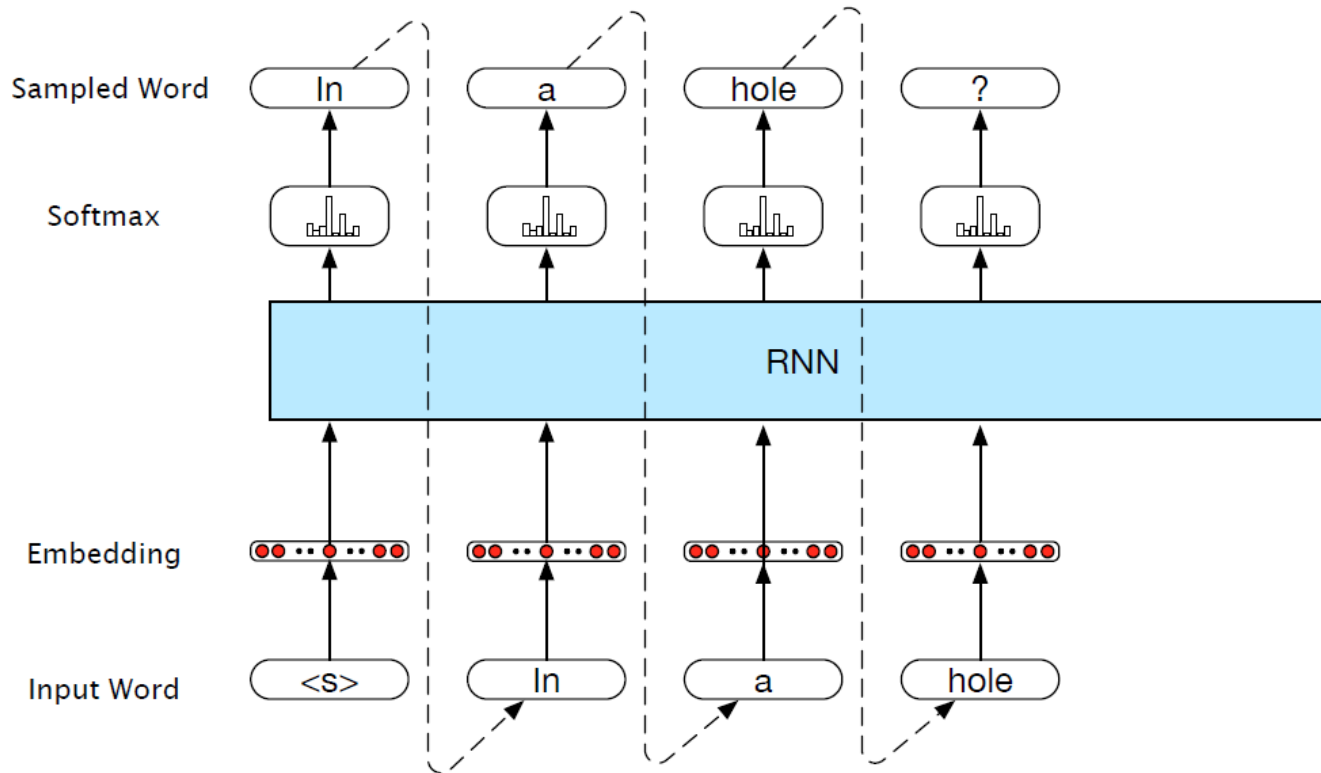 Sampled Word In a hole ?
Softmax
RNN
Embedding
Input Word <s> In a hole